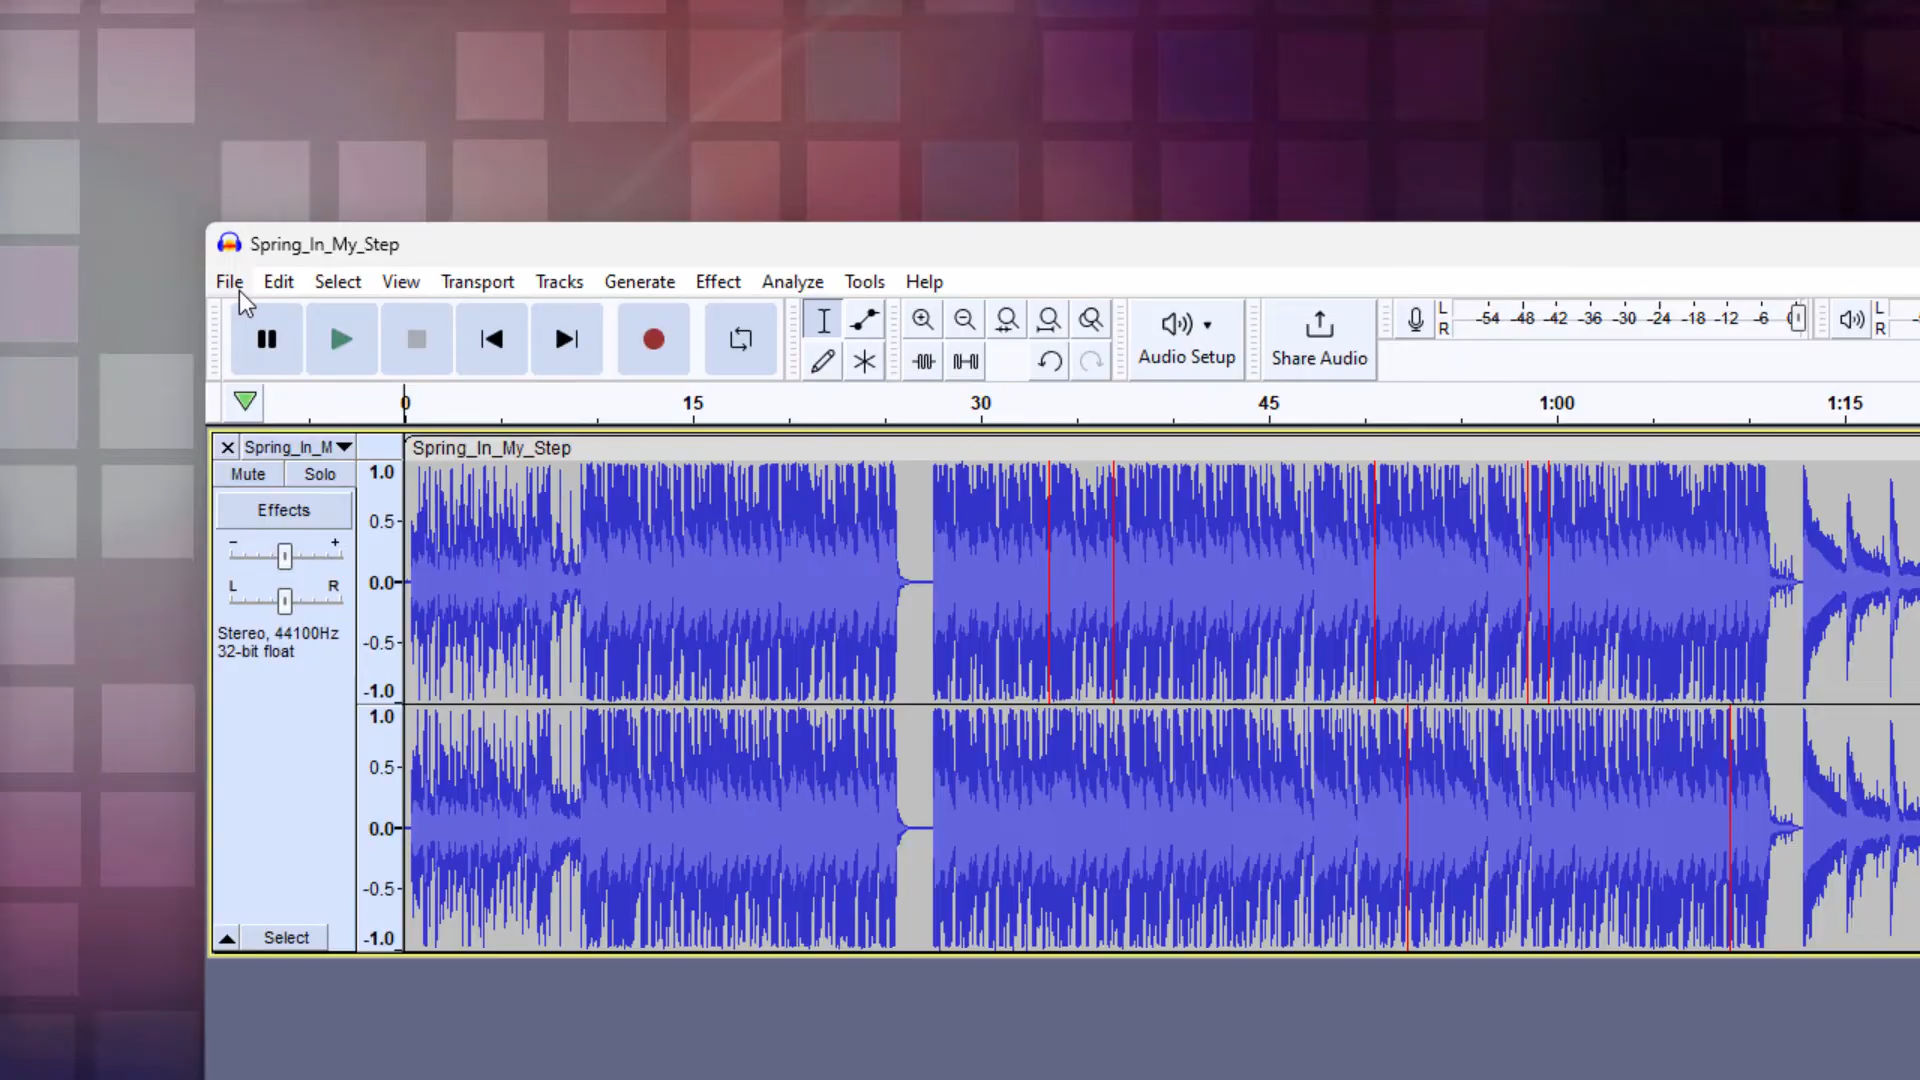 Spring_In_My_Step
File Edit Select View Transport Tracks Generate Effect Analyze Tools Help
L
R
-54 -48 -42 -36 -30 -24 -18 -12 -6
L
R
Audio Setup
Share Audio
0 15 30 45 1:00 1:15
Spring_In_M
Spring_In_My_Step
Mute Solo
Effects
- +
L R
Stereo, 44100Hz
32-bit float
1.0
0.5
0.0
-0.5
-1.0
1.0
0.5
0.0
-0.5
-1.0
Select